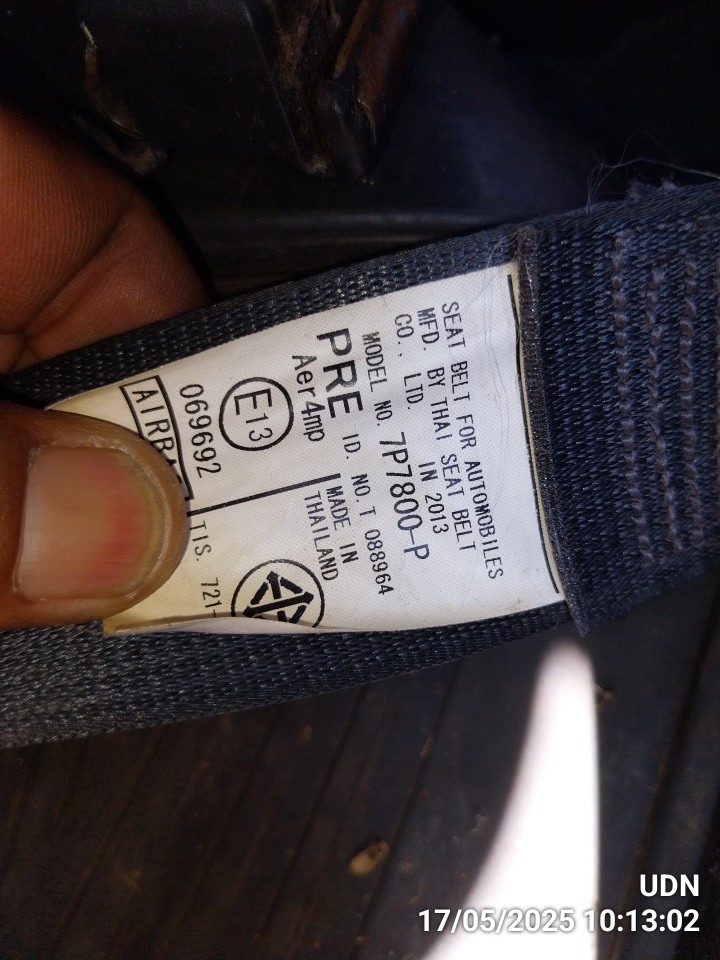 SEAT BELT FOR AUTOMOBILES
MFD. BY THAI SEAT BELT
CO., LTD. IN 2013
MODEL NO. 7P7800-P
PRE ID. NO. T 088964
Aer4mp
MADE IN
THAILAND
E13
069692
TIS. 721-
UDN
17/05/2025 10:13:02